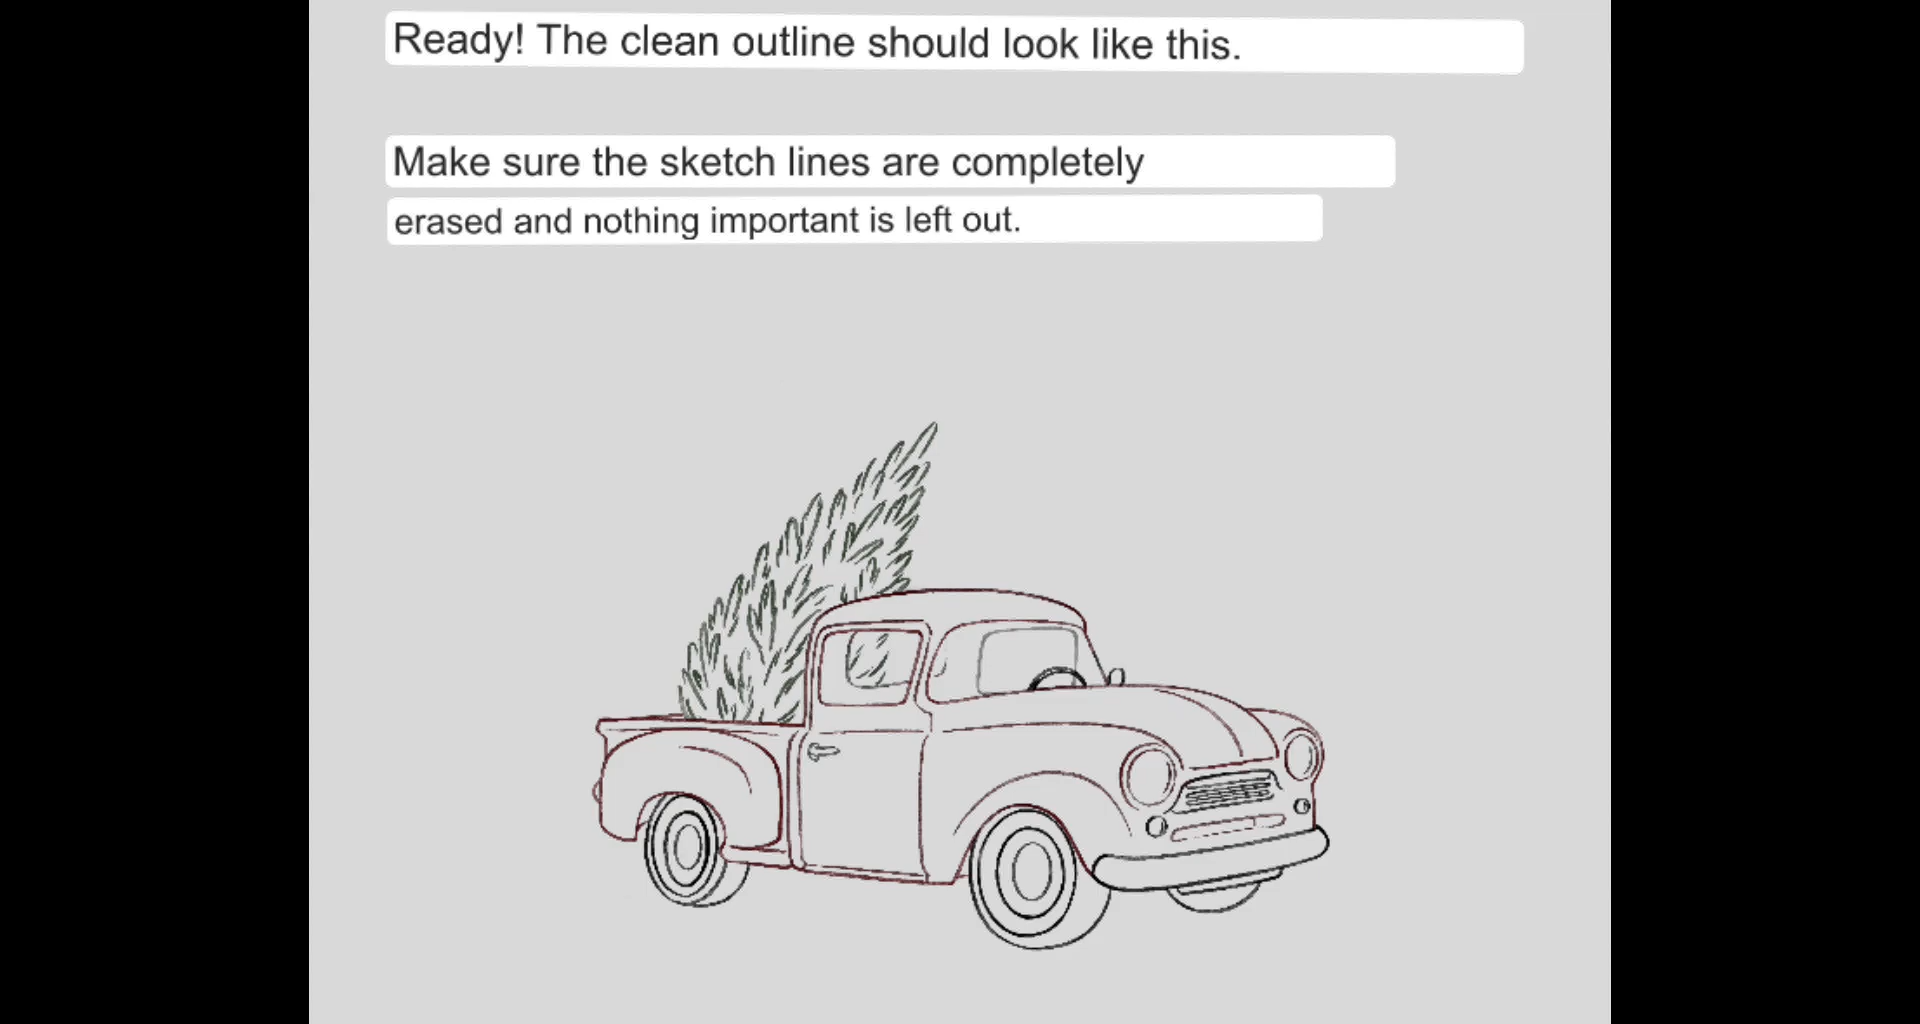 Ready! The clean outline should look like this.
Make sure the sketch lines are completely
erased and nothing important is left out.